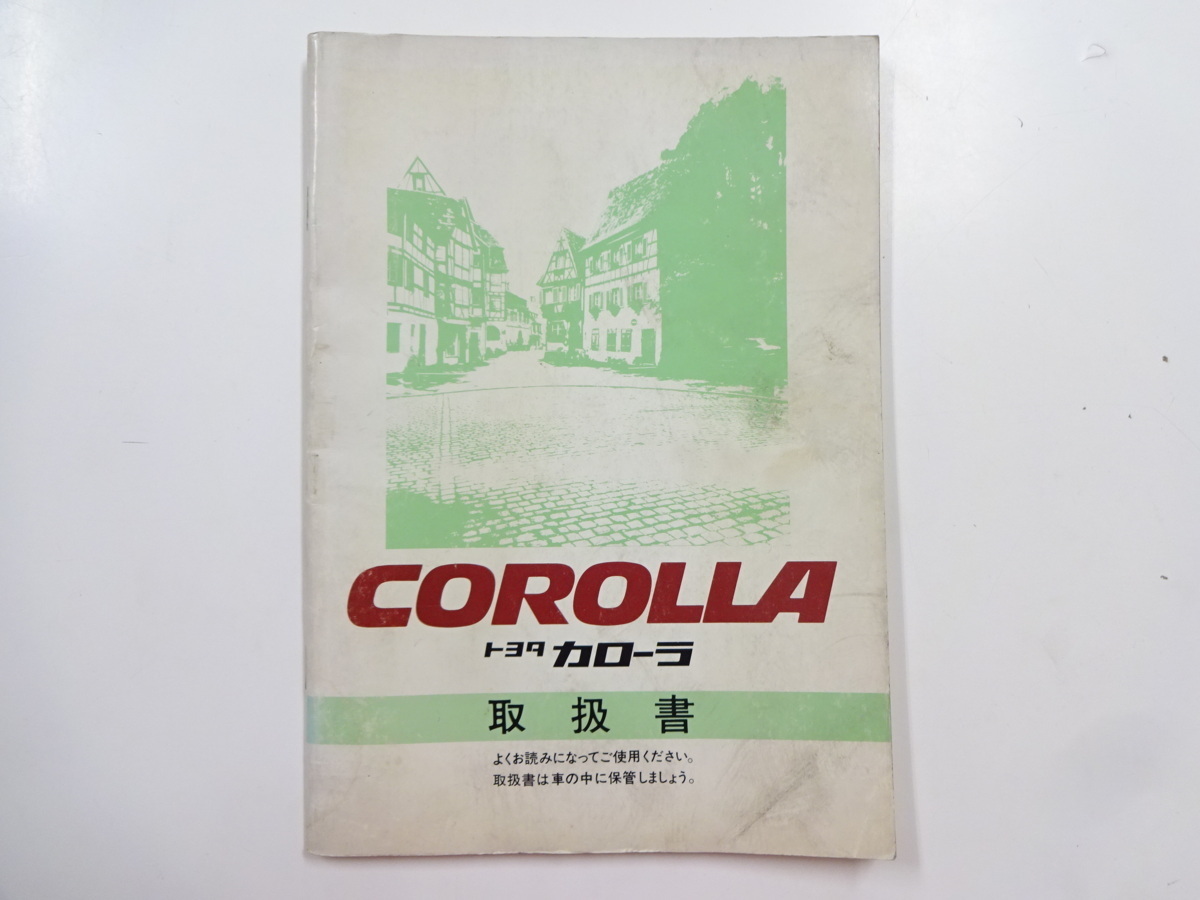 COROLLA
トヨタ カローラ
取扱書
よくお読みになってご使用ください。
取扱書は車の中に保管しましょう。